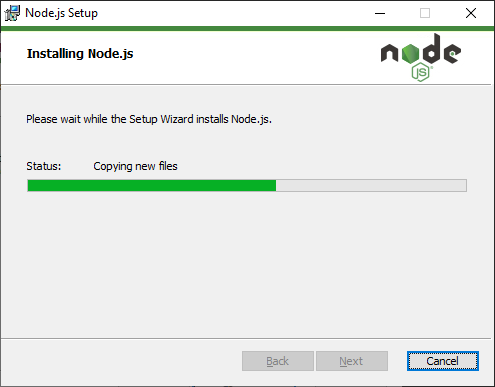 Node.js Setup
Installing Node.js
node
JS
Please wait while the Setup Wizard installs Node.js.
Status: Copying new files
Back Next Cancel